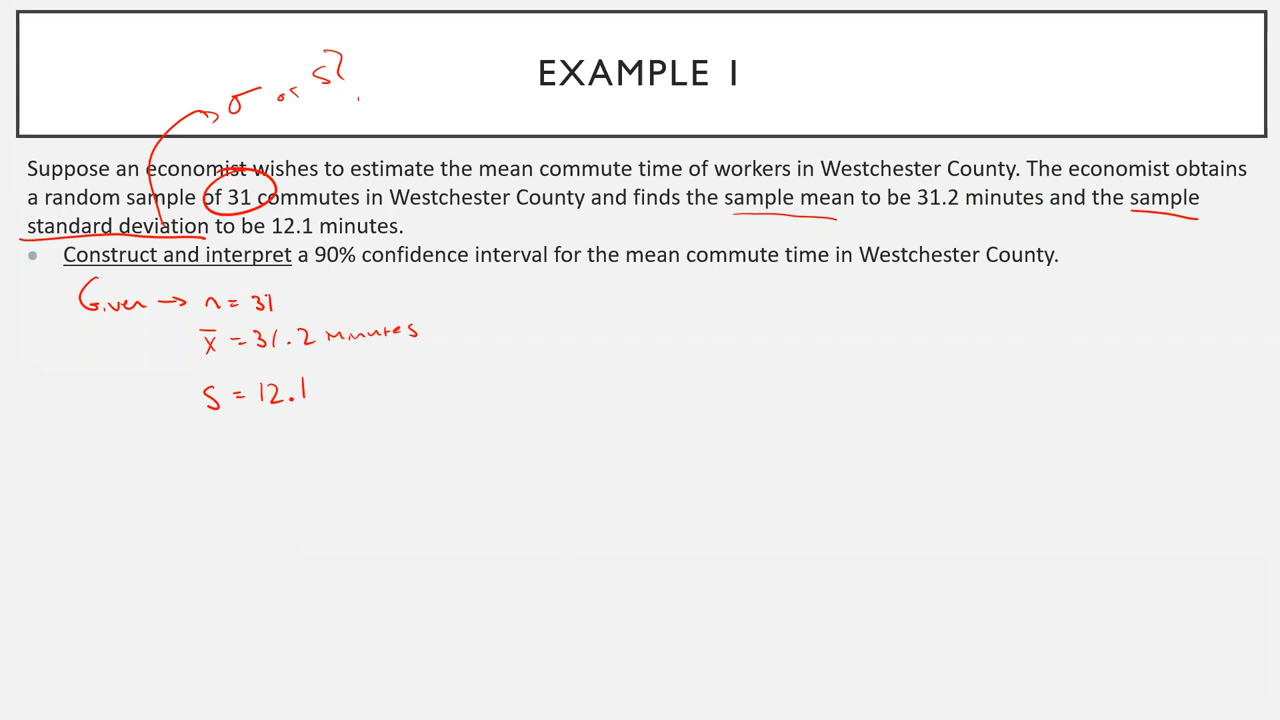 EXAMPLE 1
σ or s?
Suppose an economist wishes to estimate the mean commute time of workers in Westchester County. The economist obtains
a random sample of 31 commutes in Westchester County and finds the sample mean to be 31.2 minutes and the sample
standard deviation to be 12.1 minutes.
• Construct and interpret a 90% confidence interval for the mean commute time in Westchester County.
Given → n = 31
x̄ = 31.2 minutes
S = 12.1